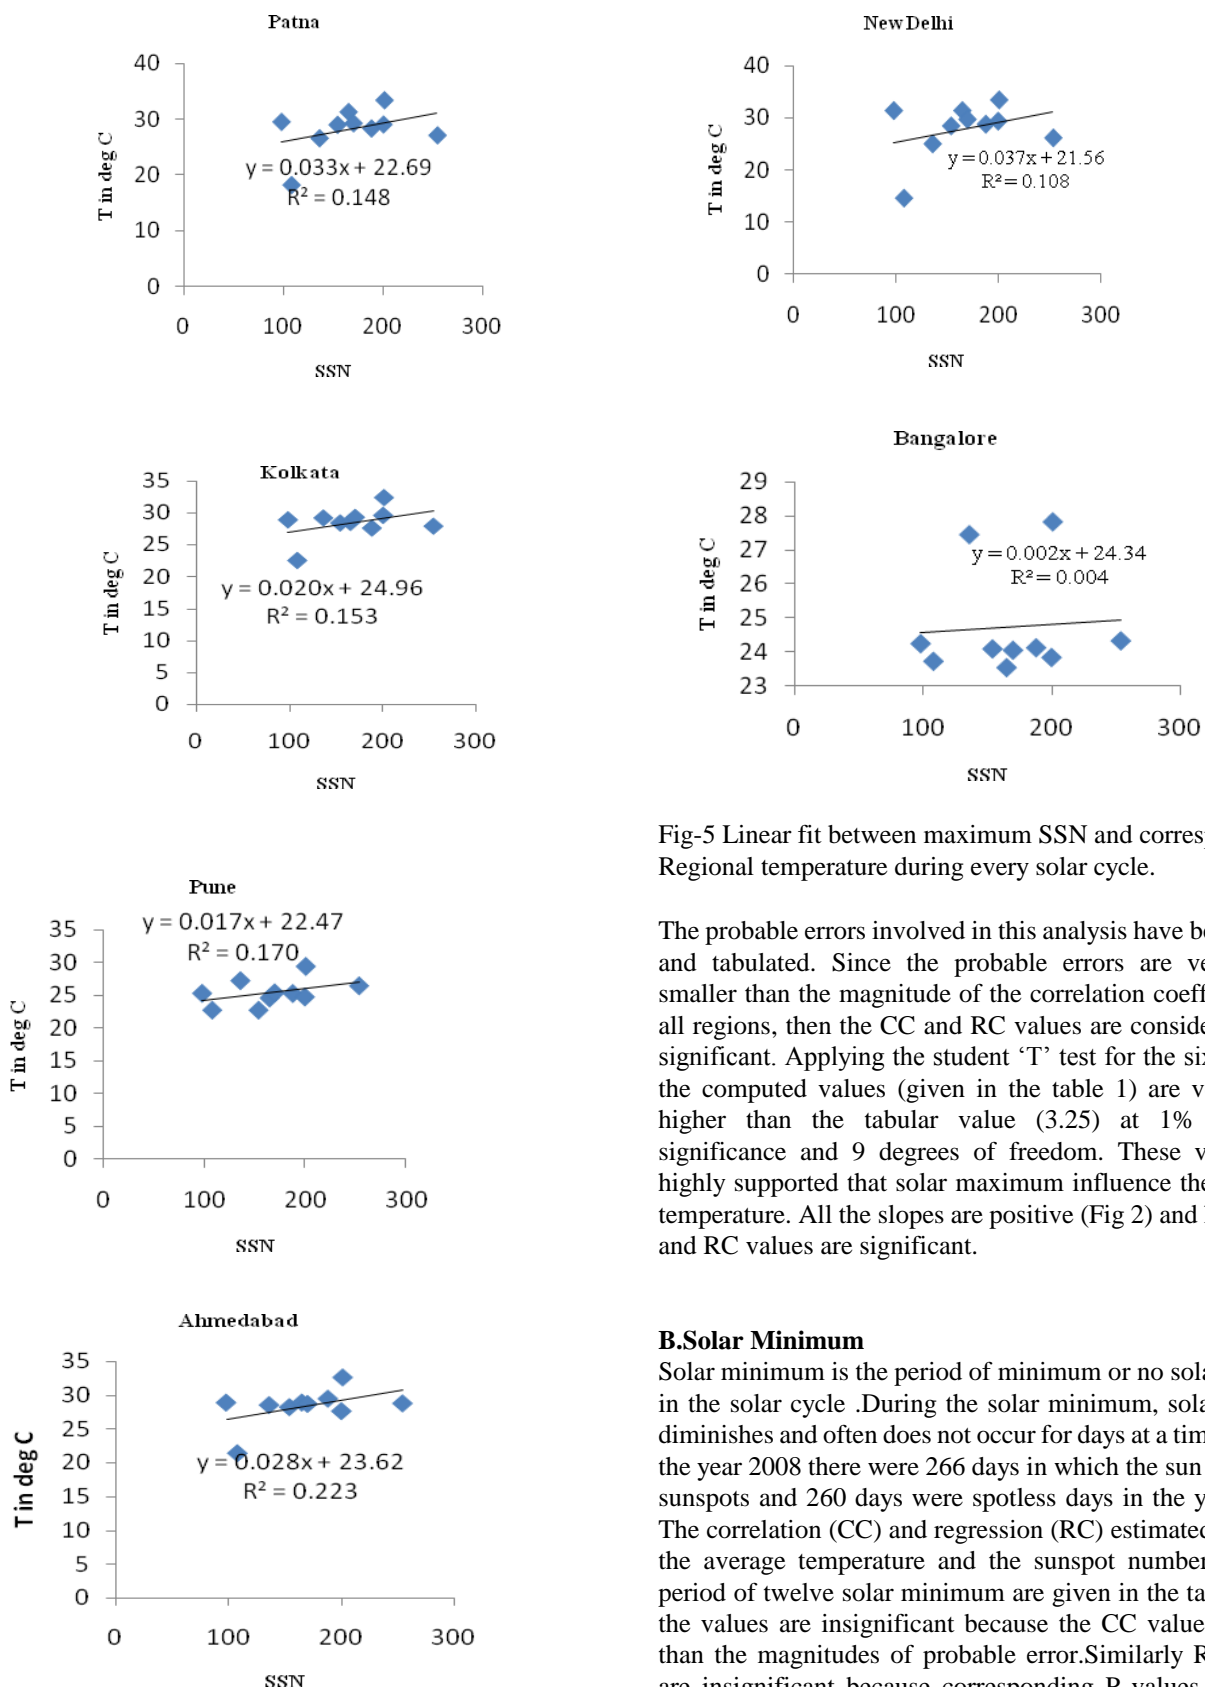 Patna
40
30
20
10
0
T in deg C
y = 0.033x + 22.69
R² = 0.148
0 100 200 300
SSN
Kolkata
35
30
25
20
15
10
5
0
T in deg C
y = 0.020x + 24.96
R² = 0.153
0 100 200 300
SSN
Pune
y = 0.017x + 22.47
R² = 0.170
35
30
25
20
15
10
5
0
T in deg C
0 100 200 300
SSN
Ahmedabad
35
30
25
20
15
10
5
0
T in deg C
y = 0.028x + 23.62
R² = 0.223
0 100 200 300
SSN
New Delhi
40
30
20
10
0
T in deg C
y = 0.037x + 21.56
R² = 0.108
0 100 200 300
SSN
Bangalore
29
28
27
26
25
24
23
T in deg C
y = 0.002x + 24.34
R² = 0.004
0 100 200 300
SSN
Fig-5 Linear fit between maximum SSN and corresp
Regional temperature during every solar cycle.
The probable errors involved in this analysis have be
and tabulated. Since the probable errors are ve
smaller than the magnitude of the correlation coeff
all regions, then the CC and RC values are conside
significant. Applying the student ‘T’ test for the six
the computed values (given in the table 1) are v
higher than the tabular value (3.25) at 1%
significance and 9 degrees of freedom. These v
highly supported that solar maximum influence the
temperature. All the slopes are positive (Fig 2) and
and RC values are significant.
B.Solar Minimum
Solar minimum is the period of minimum or no sola
in the solar cycle .During the solar minimum, sola
diminishes and often does not occur for days at a tim
the year 2008 there were 266 days in which the sun
sunspots and 260 days were spotless days in the y
The correlation (CC) and regression (RC) estimated
the average temperature and the sunspot number
period of twelve solar minimum are given in the ta
the values are insignificant because the CC value
than the magnitudes of probable error.Similarly R
are insignificant because corresponding P values